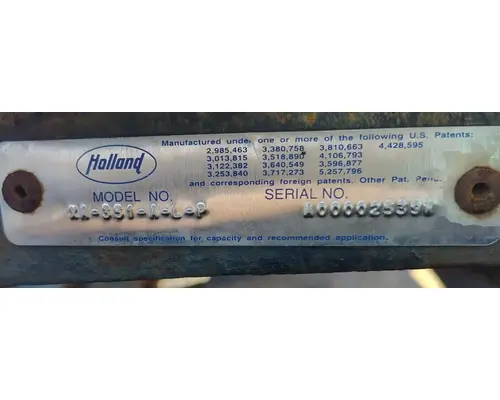 Manufactured under one or more of the following U.S. Patents:
2,985,463 3,380,758 3,810,663 4,428,595
3,013,815 3,518,890 4,106,793
3,122,382 3,640,549 3,596,877
3,253,840 3,717,273 5,257,796
and corresponding foreign patents, Other Pat. Pend.
Holland
MODEL NO. SERIAL NO.
Consult specification for capacity and recommended application.